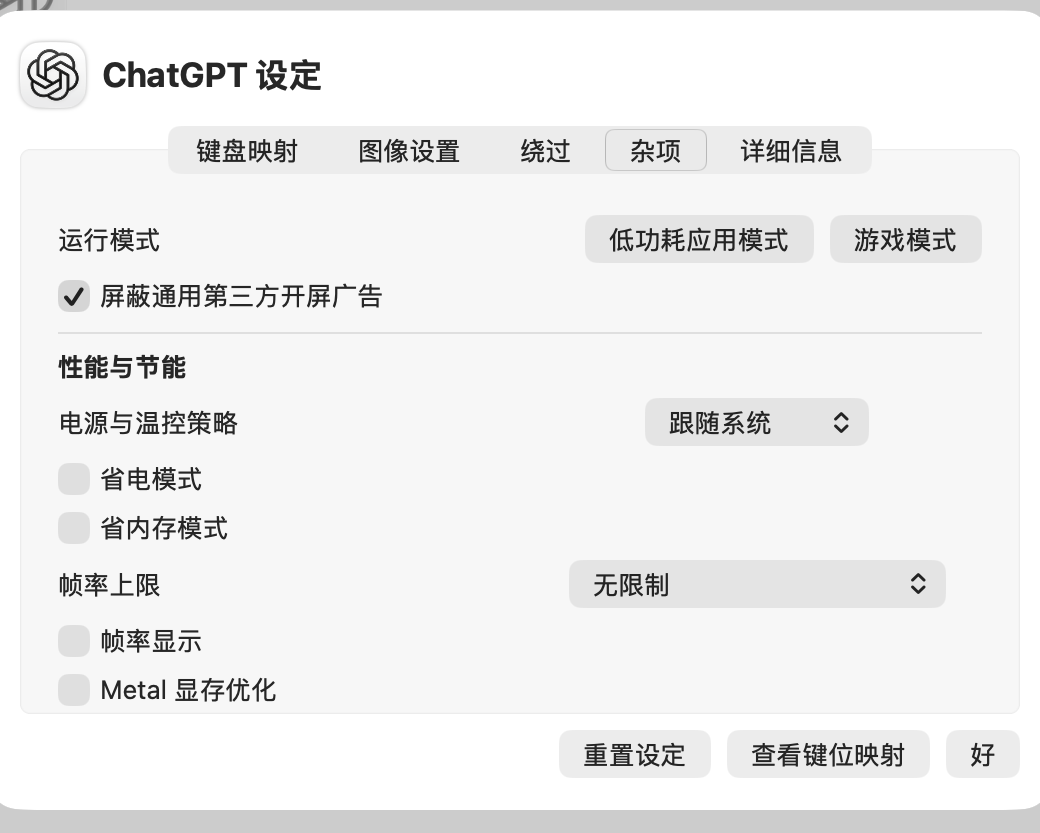 ChatGPT 设定
键盘映射 图像设置 绕过 杂项 详细信息
运行模式 低功耗应用模式 游戏模式
屏蔽通用第三方开屏广告
性能与节能
电源与温控策略 跟随系统
省电模式
省内存模式
帧率上限 无限制
帧率显示
Metal 显存优化
重置设定 查看键位映射 好